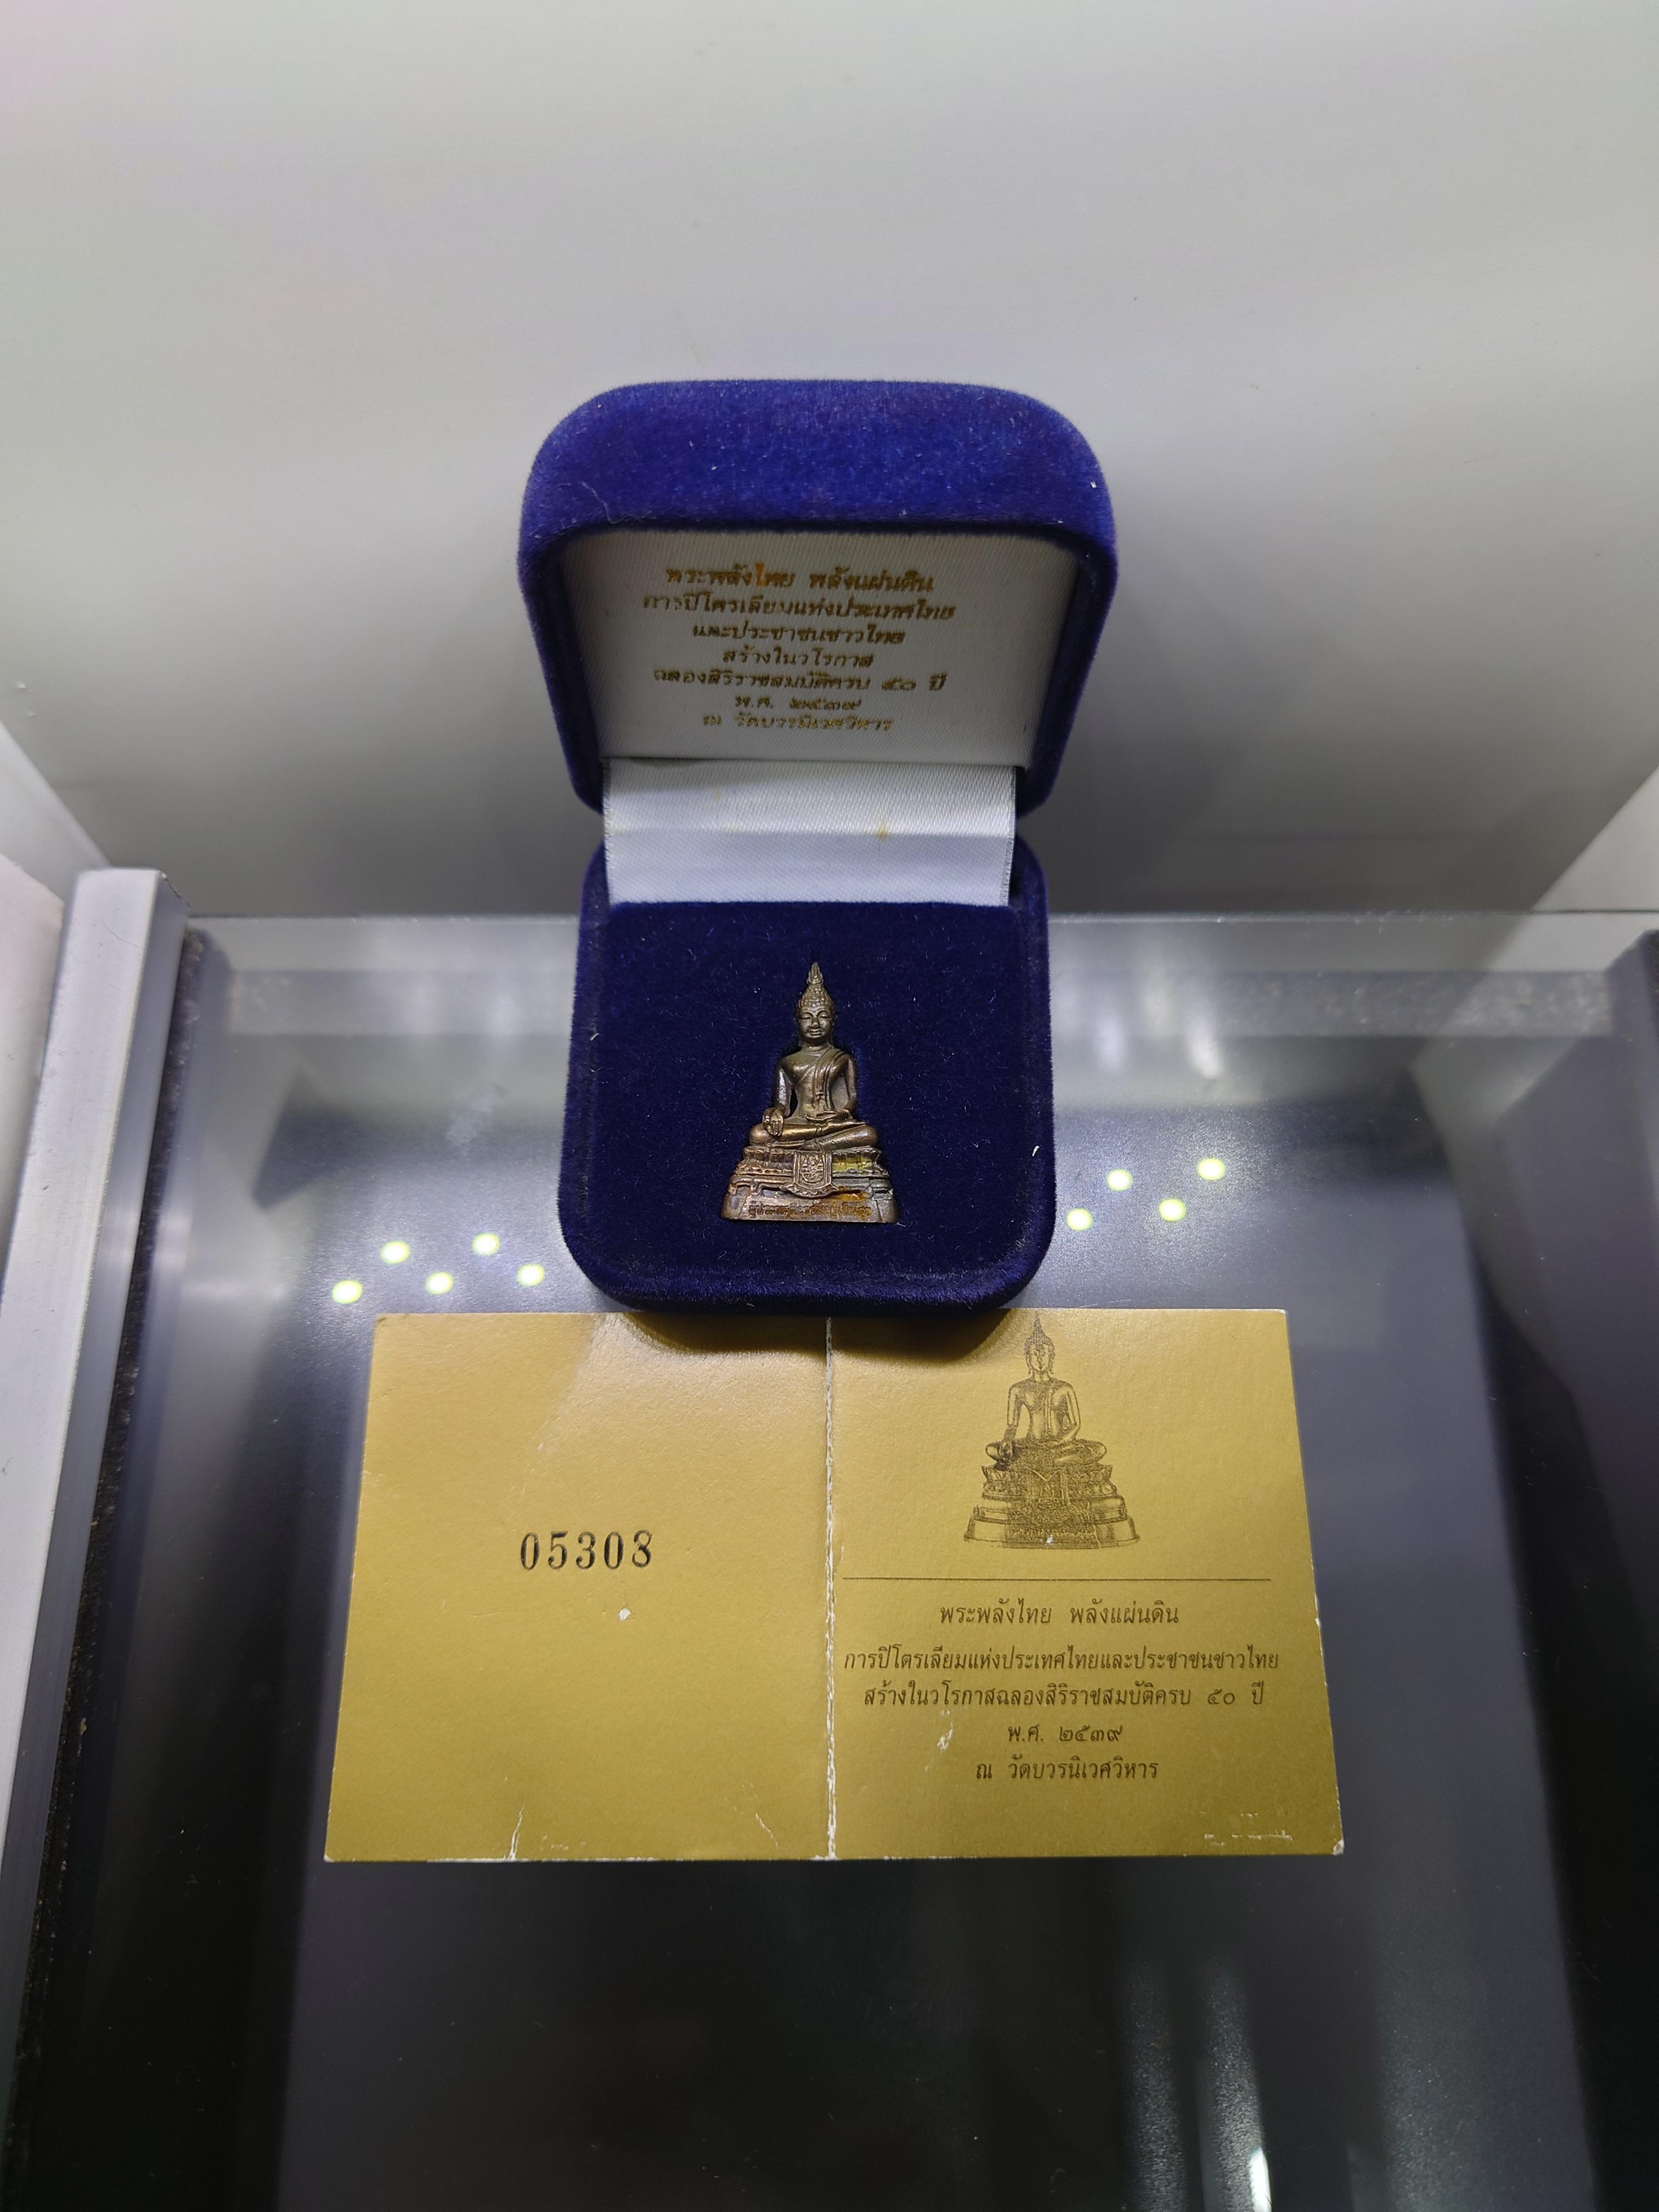 พระพลังไทย พลังแผ่นดิน
การปิโตรเลียมแห่งประเทศไทย
และประชาชนชาวไทย
สร้างในวโรกาส
ฉลองสิริราชสมบัติครบ ๕๐ ปี
พ.ศ. ๒๕๓๙
ณ วัดบวรนิเวศวิหาร
05308
พระพลังไทย พลังแผ่นดิน
การปิโตรเลียมแห่งประเทศไทยและประชาชนชาวไทย
สร้างในวโรกาสฉลองสิริราชสมบัติครบ ๕๐ ปี
พ.ศ. ๒๕๓๙
ณ วัดบวรนิเวศวิหาร